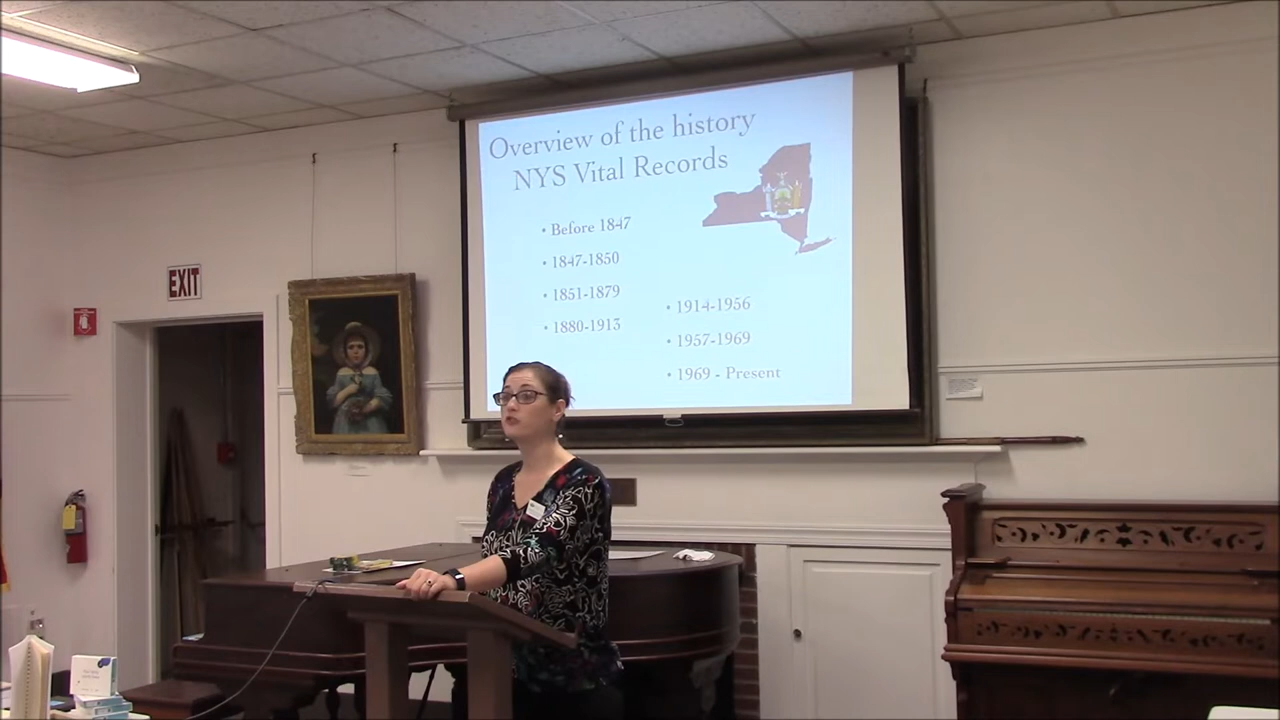 Overview of the history
NYS Vital Records
• Before 1847
• 1847-1850
• 1851-1879
• 1880-1913
• 1914-1956
• 1957-1969
• 1969 - Present
EXIT